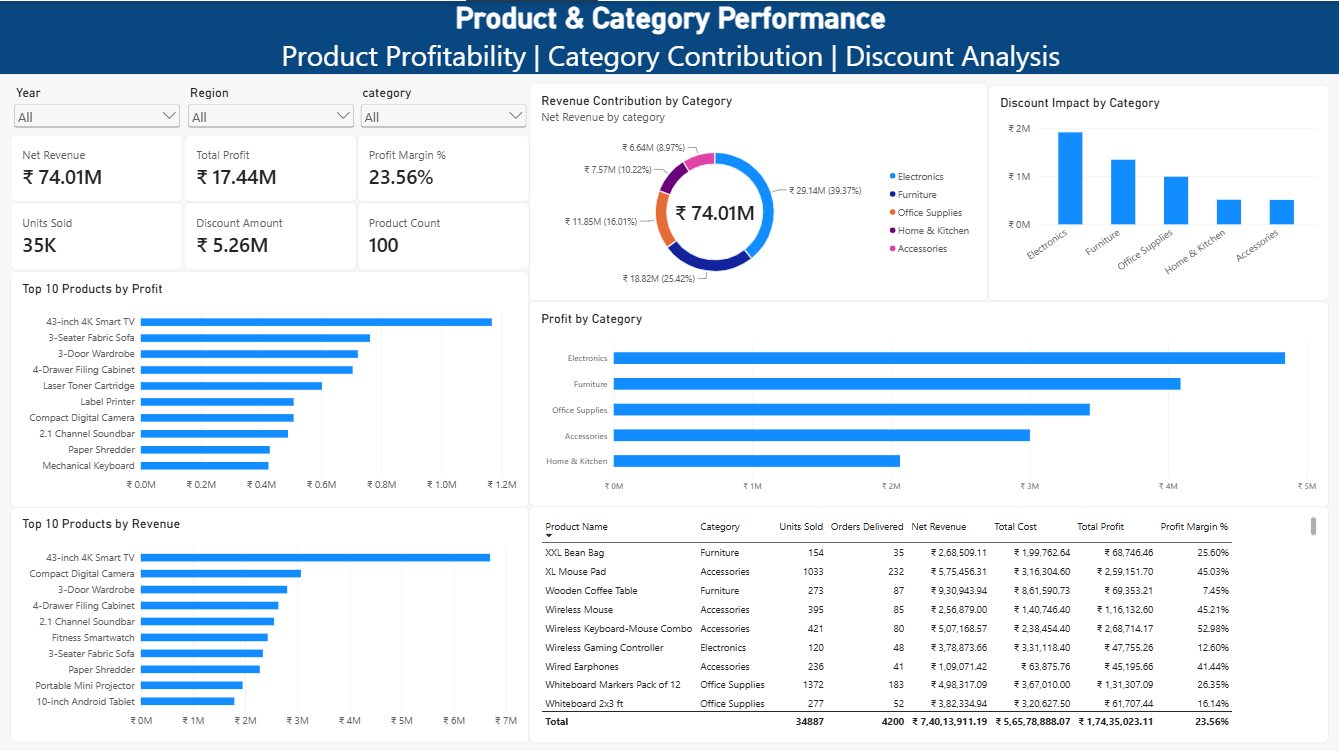 Product & Category Performance
Product Profitability | Category Contribution | Discount Analysis
Year
All
Region
All
category
All
Net Revenue
₹ 74.01M
Total Profit
₹ 17.44M
Profit Margin %
23.56%
Units Sold
35K
Discount Amount
₹ 5.26M
Product Count
100
Revenue Contribution by Category
Net Revenue by category
₹ 6.64M (8.97%)
₹ 7.57M (10.22%)
₹ 11.85M (16.01%)
₹ 18.82M (25.42%)
₹ 29.14M (39.37%)
₹ 74.01M
Electronics
Furniture
Office Supplies
Home & Kitchen
Accessories
Discount Impact by Category
₹ 2M
₹ 1M
₹ 0M
Electronics
Furniture
Office Supplies
Home & Kitchen
Accessories
Top 10 Products by Profit
43-inch 4K Smart TV
3-Seater Fabric Sofa
3-Door Wardrobe
4-Drawer Filing Cabinet
Laser Toner Cartridge
Label Printer
Compact Digital Camera
2.1 Channel Soundbar
Paper Shredder
Mechanical Keyboard
₹ 0.0M ₹ 0.2M ₹ 0.4M ₹ 0.6M ₹ 0.8M ₹ 1.0M ₹ 1.2M
Profit by Category
Electronics
Furniture
Office Supplies
Accessories
Home & Kitchen
₹ 0M ₹ 1M ₹ 2M ₹ 3M ₹ 4M ₹ 5M
Top 10 Products by Revenue
43-inch 4K Smart TV
Compact Digital Camera
3-Door Wardrobe
4-Drawer Filing Cabinet
2.1 Channel Soundbar
Fitness Smartwatch
3-Seater Fabric Sofa
Paper Shredder
Portable Mini Projector
10-inch Android Tablet
₹ 0M ₹ 1M ₹ 2M ₹ 3M ₹ 4M ₹ 5M ₹ 6M ₹ 7M
Product Name Category Units Sold Orders Delivered Net Revenue Total Cost Total Profit Profit Margin %
XXL Bean Bag Furniture 154 35 ₹ 2,68,509.11 ₹ 1,99,762.64 ₹ 68,746.46 25.60%
XL Mouse Pad Accessories 1033 232 ₹ 5,75,456.31 ₹ 3,16,304.60 ₹ 2,59,151.70 45.03%
Wooden Coffee Table Furniture 273 87 ₹ 9,30,943.94 ₹ 8,61,590.73 ₹ 69,353.21 7.45%
Wireless Mouse Accessories 395 85 ₹ 2,56,879.00 ₹ 1,40,746.40 ₹ 1,16,132.60 45.21%
Wireless Keyboard-Mouse Combo Accessories 421 80 ₹ 5,07,168.57 ₹ 2,38,454.40 ₹ 2,68,714.17 52.98%
Wireless Gaming Controller Electronics 120 48 ₹ 3,78,873.66 ₹ 3,31,118.40 ₹ 47,755.26 12.60%
Wired Earphones Accessories 236 41 ₹ 1,09,071.42 ₹ 63,875.76 ₹ 45,195.66 41.44%
Whiteboard Markers Pack of 12 Office Supplies 1372 183 ₹ 4,98,317.09 ₹ 3,67,010.00 ₹ 1,31,307.09 26.35%
Whiteboard 2x3 ft Office Supplies 277 52 ₹ 3,82,334.94 ₹ 3,20,627.50 ₹ 61,707.44 16.14%
Total 34887 4200 ₹ 7,40,13,911.19 ₹ 5,65,78,888.07 ₹ 1,74,35,023.11 23.56%